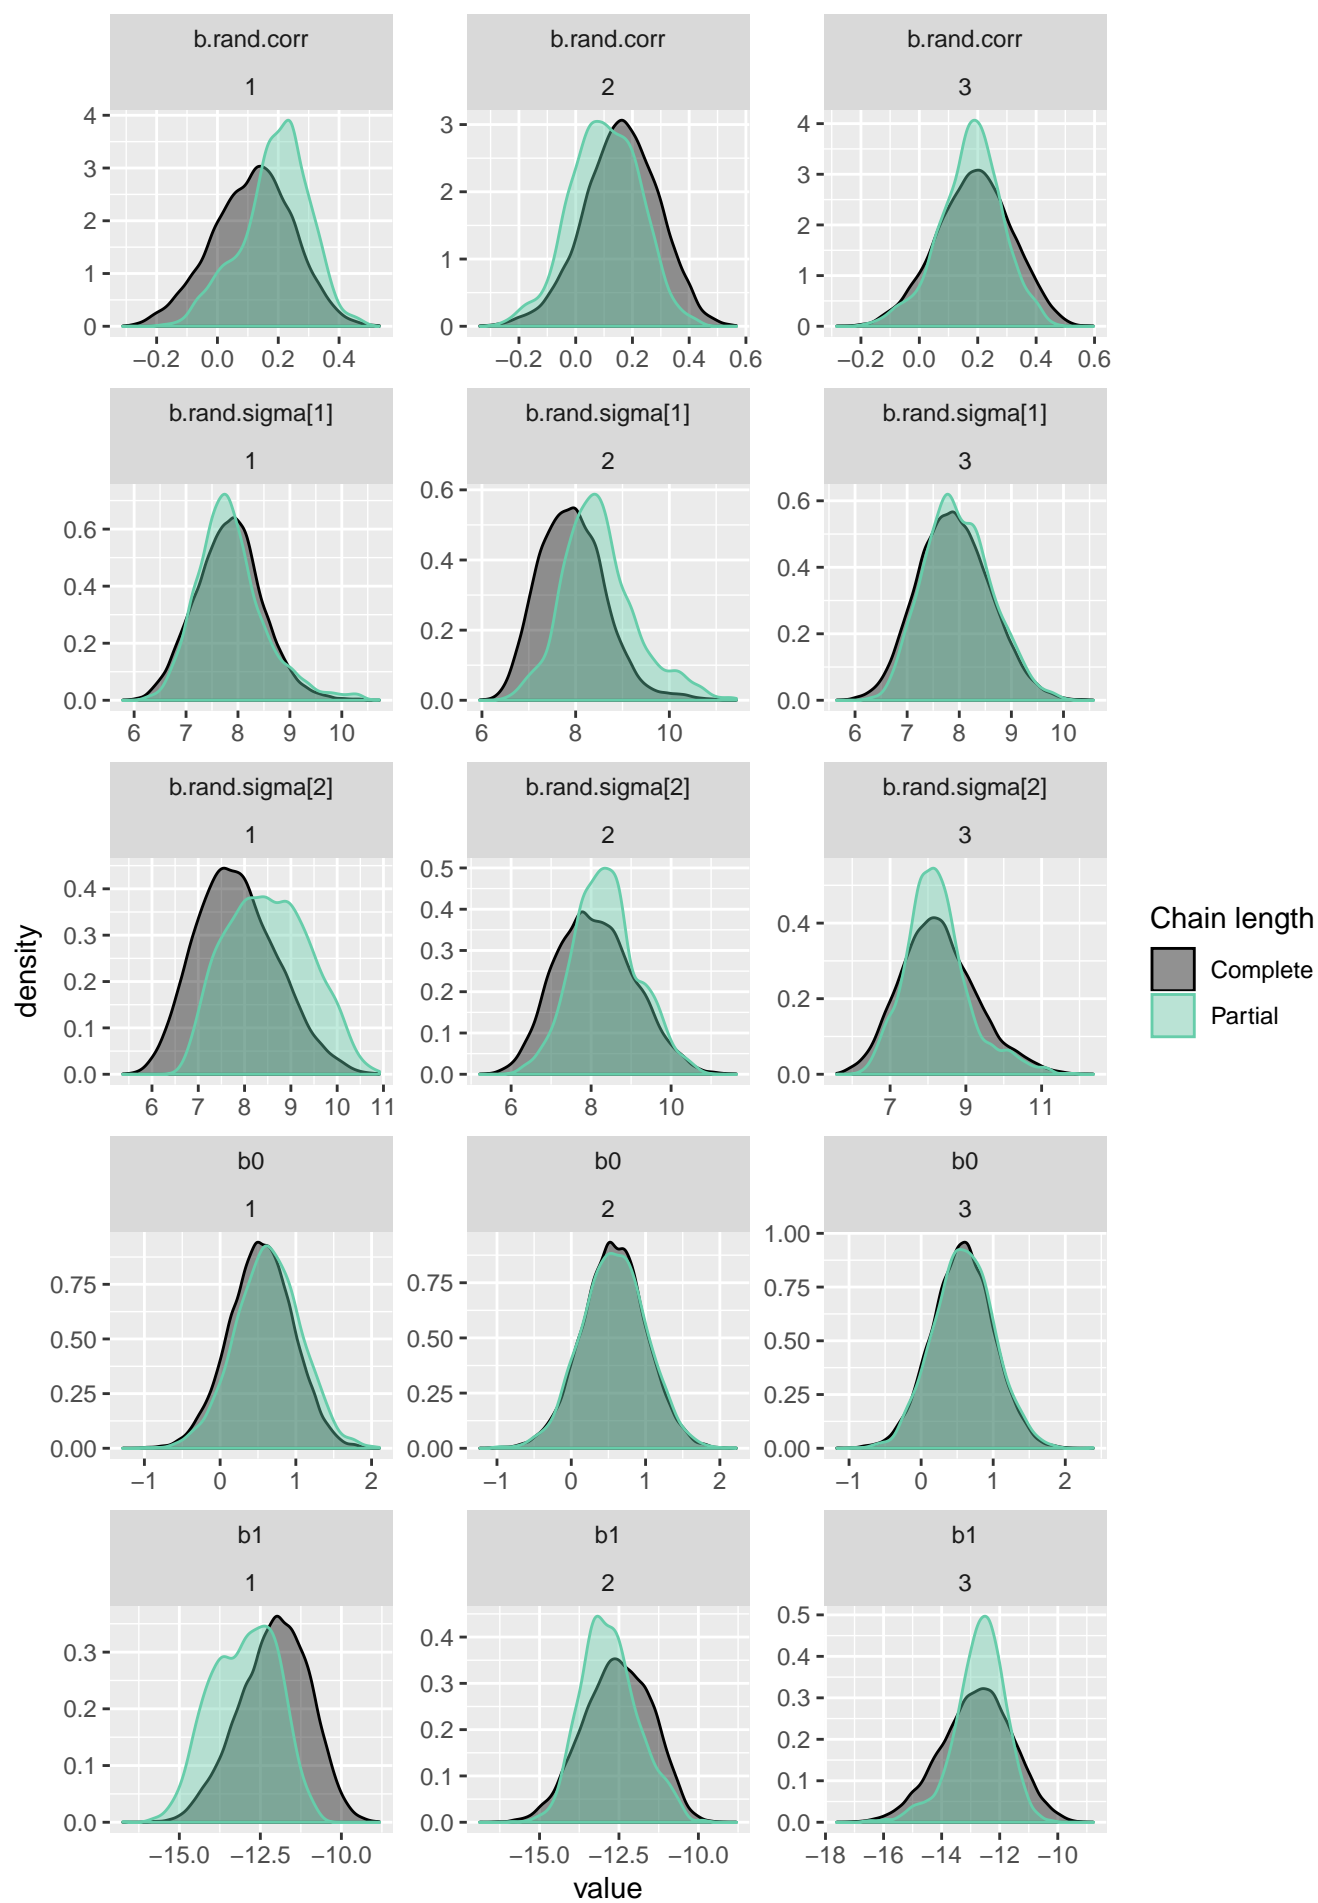 b.rand.corr b.rand.corr b.rand.corr
1 2 3
4 3 2 1 0
3 2 1 0
4 3 2 1 0
−0.2 0.0 0.2 0.4
−0.2 0.0 0.2 0.4 0.6
−0.2 0.0 0.2 0.4 0.6
b.rand.sigma[1] b.rand.sigma[1] b.rand.sigma[1]
1 2 3
0.6 0.4 0.2 0.0
0.6 0.4 0.2 0.0
0.6 0.4 0.2 0.0
6 7 8 9 10
6 8 10
6 7 8 9 10
b.rand.sigma[2] b.rand.sigma[2] b.rand.sigma[2]
1 2 3
0.4 0.3 0.2 0.1 0.0
0.5 0.4 0.3 0.2 0.1 0.0
0.4 0.2 0.0
6 7 8 9 10 11
6 8 10
7 9 11
b0 b0 b0
1 2 3
0.75 0.50 0.25 0.00
0.75 0.50 0.25 0.00
1.00 0.75 0.50 0.25 0.00
−1 0 1 2
−1 0 1 2
−1 0 1 2
b1 b1 b1
1 2 3
0.3 0.2 0.1 0.0
0.4 0.3 0.2 0.1 0.0
0.5 0.4 0.3 0.2 0.1 0.0
−15.0 −12.5 −10.0
−15.0 −12.5 −10.0
−18 −16 −14 −12 −10
value
density
Chain length
Complete
Partial